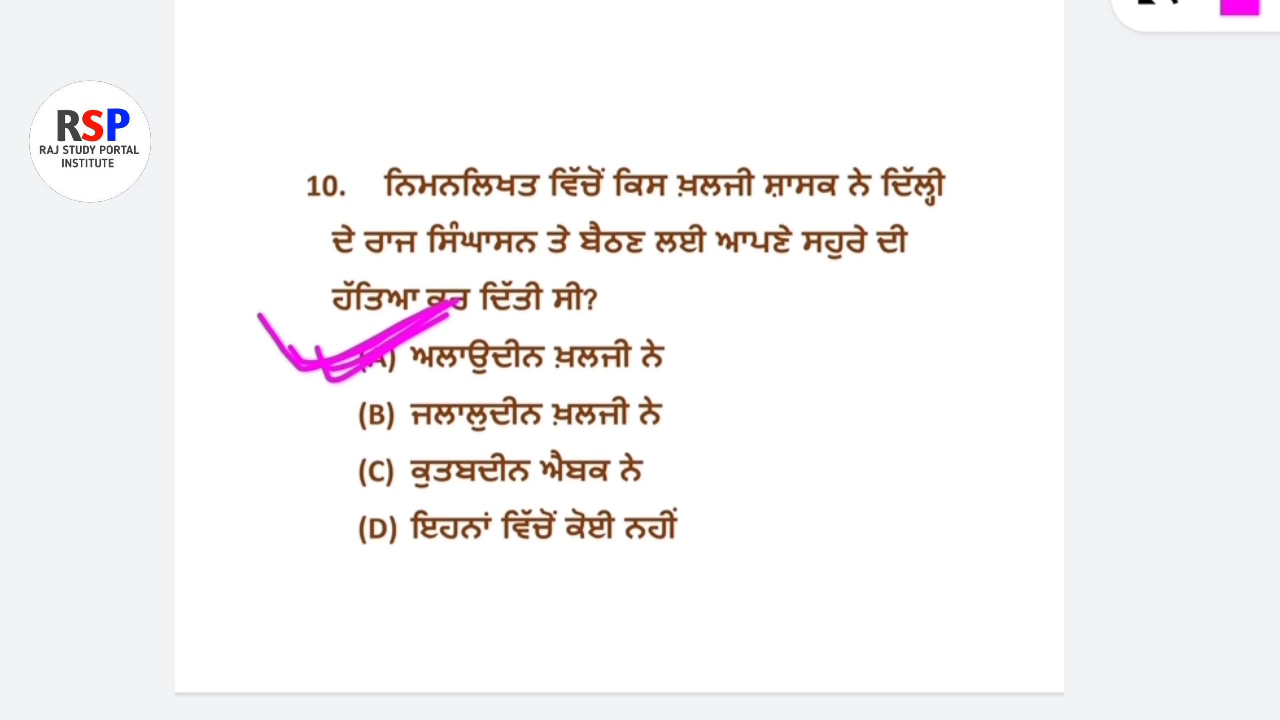 RSP
RAJ STUDY PORTAL
INSTITUTE
10. ਨਿਮਨਲਿਖਤ ਵਿੱਚੋਂ ਕਿਸ ਖ਼ਲਜੀ ਸ਼ਾਸਕ ਨੇ ਦਿੱਲ੍ਹੀ
ਦੇ ਰਾਜ ਸਿੰਘਾਸਨ ਤੇ ਬੈਠਣ ਲਈ ਆਪਣੇ ਸਹੁਰੇ ਦੀ
ਹੱਤਿਆ ਕਰ ਦਿੱਤੀ ਸੀ?
(A) ਅਲਾਉਦੀਨ ਖ਼ਲਜੀ ਨੇ
(B) ਜਲਾਲੁਦੀਨ ਖ਼ਲਜੀ ਨੇ
(C) ਕੁਤਬਦੀਨ ਐਬਕ ਨੇ
(D) ਇਹਨਾਂ ਵਿੱਚੋਂ ਕੋਈ ਨਹੀਂ